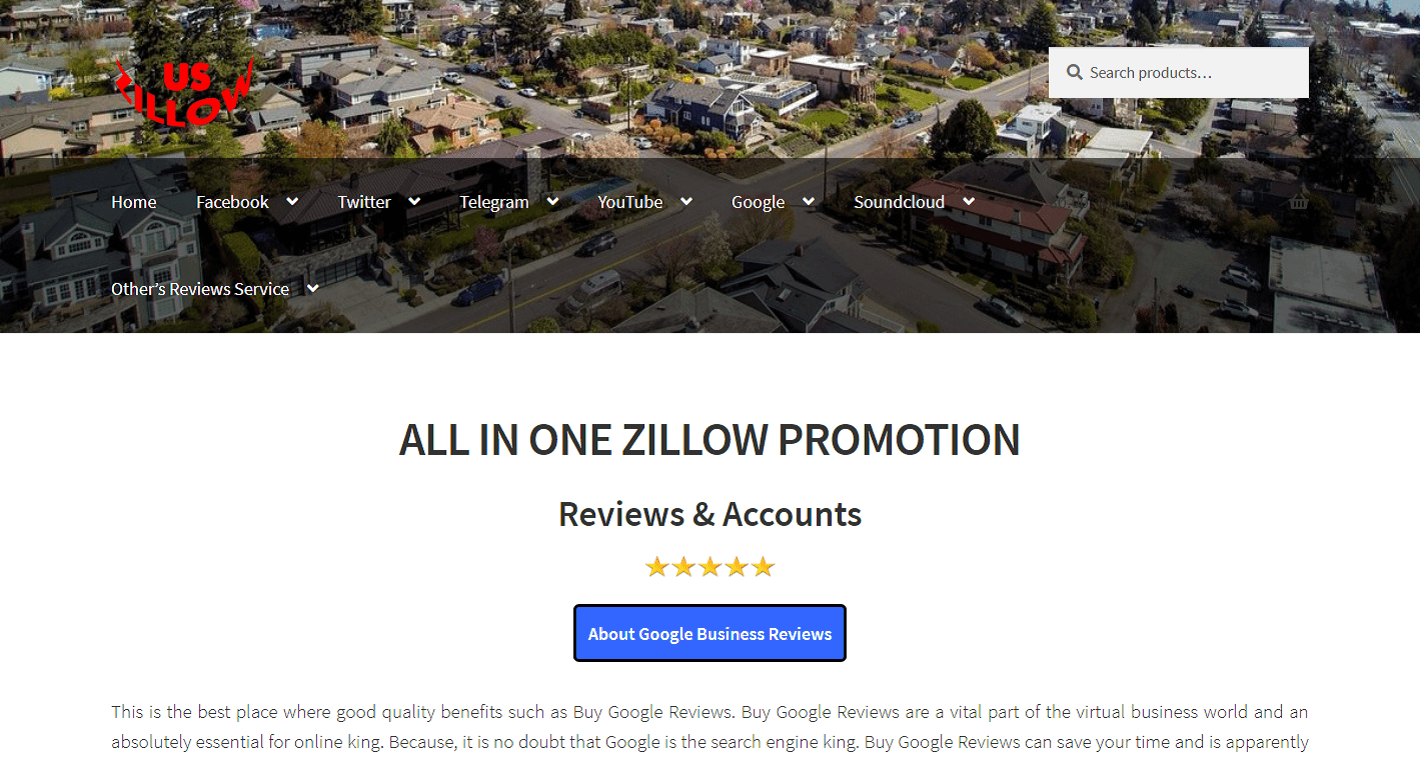 US
ZILLOW
Search products…
Home Facebook Twitter Telegram YouTube Google Soundcloud
Other’s Reviews Service
ALL IN ONE ZILLOW PROMOTION
Reviews & Accounts
About Google Business Reviews
This is the best place where good quality benefits such as Buy Google Reviews. Buy Google Reviews are a vital part of the virtual business world and an
absolutely essential for online king. Because, it is no doubt that Google is the search engine king. Buy Google Reviews can save your time and is apparently